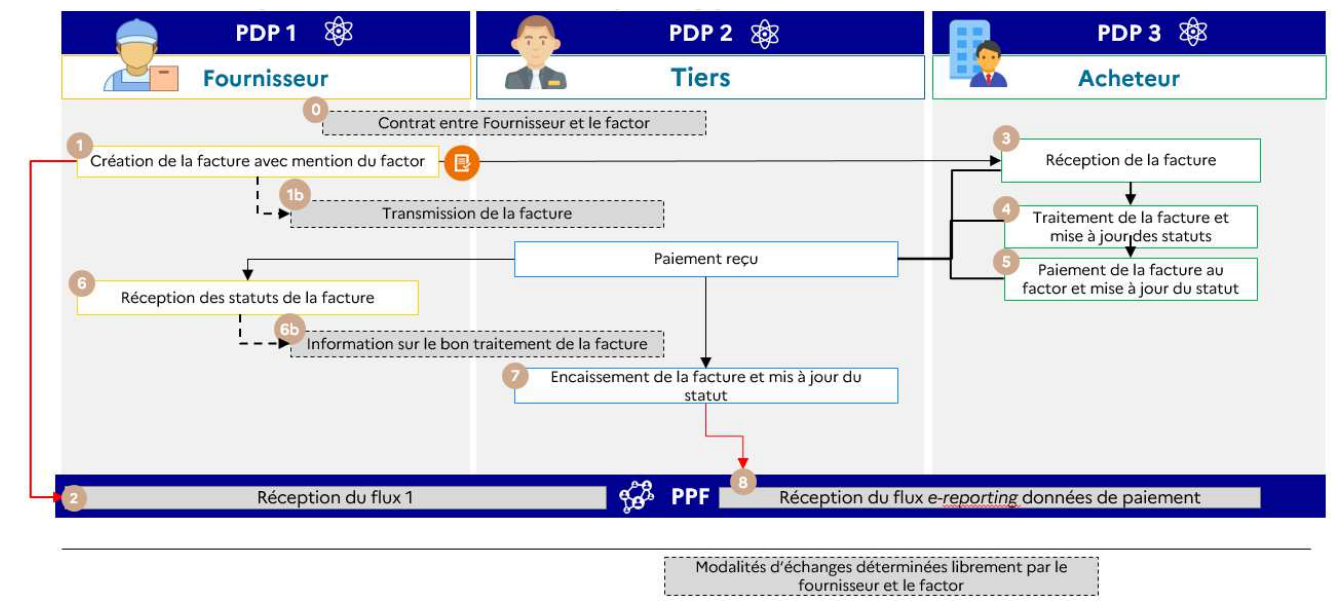 PDP 1
PDP 2
PDP 3
Fournisseur
Tiers
Acheteur
0
Contrat entre Fournisseur et le factor
1
Création de la facture avec mention du factor
3
Réception de la facture
1b
Transmission de la facture
4
Traitement de la facture et
mise à jour des statuts
Paiement reçu
5
Paiement de la facture au
factor et mise à jour du statut
6
Réception des statuts de la facture
6b
Information sur le bon traitement de la facture
7
Encaissement de la facture et mis à jour du
statut
2
Réception du flux 1
PPF
8
Réception du flux e-reporting données de paiement
Modalités d'échanges déterminées librement par le
fournisseur et le factor